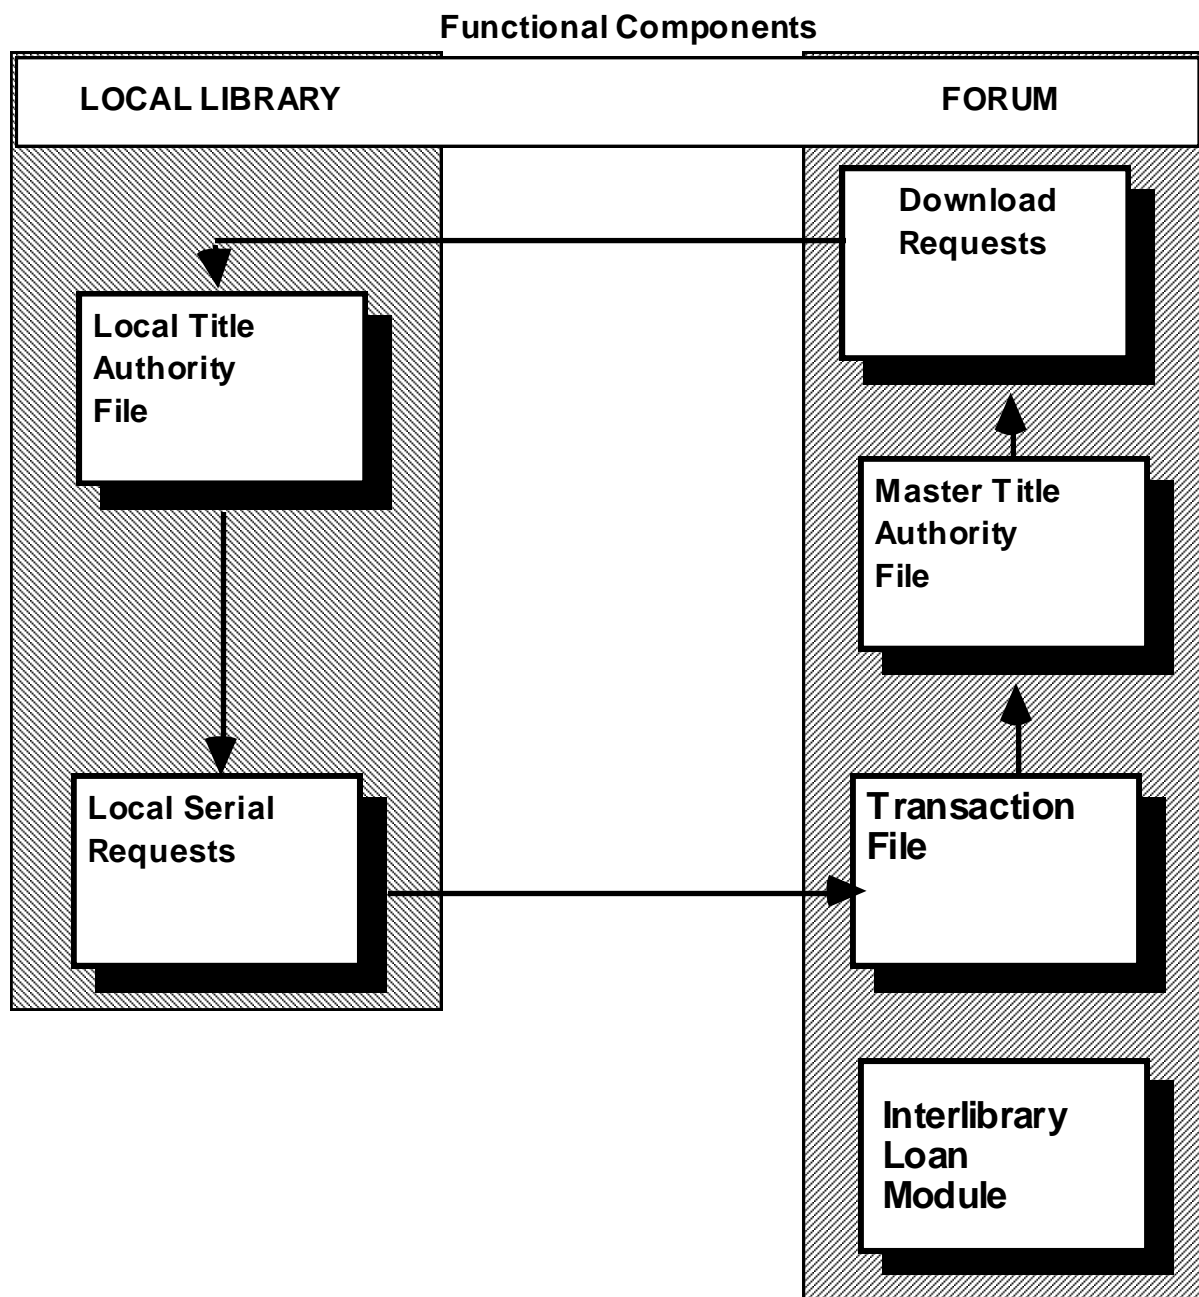 Functional Components
LOCAL LIBRARY
FORUM
Download
Requests
Local Title
Authority
File
Master Title
Authority
File
Local Serial
Requests
Transaction
File
Interlibrary
Loan
Module